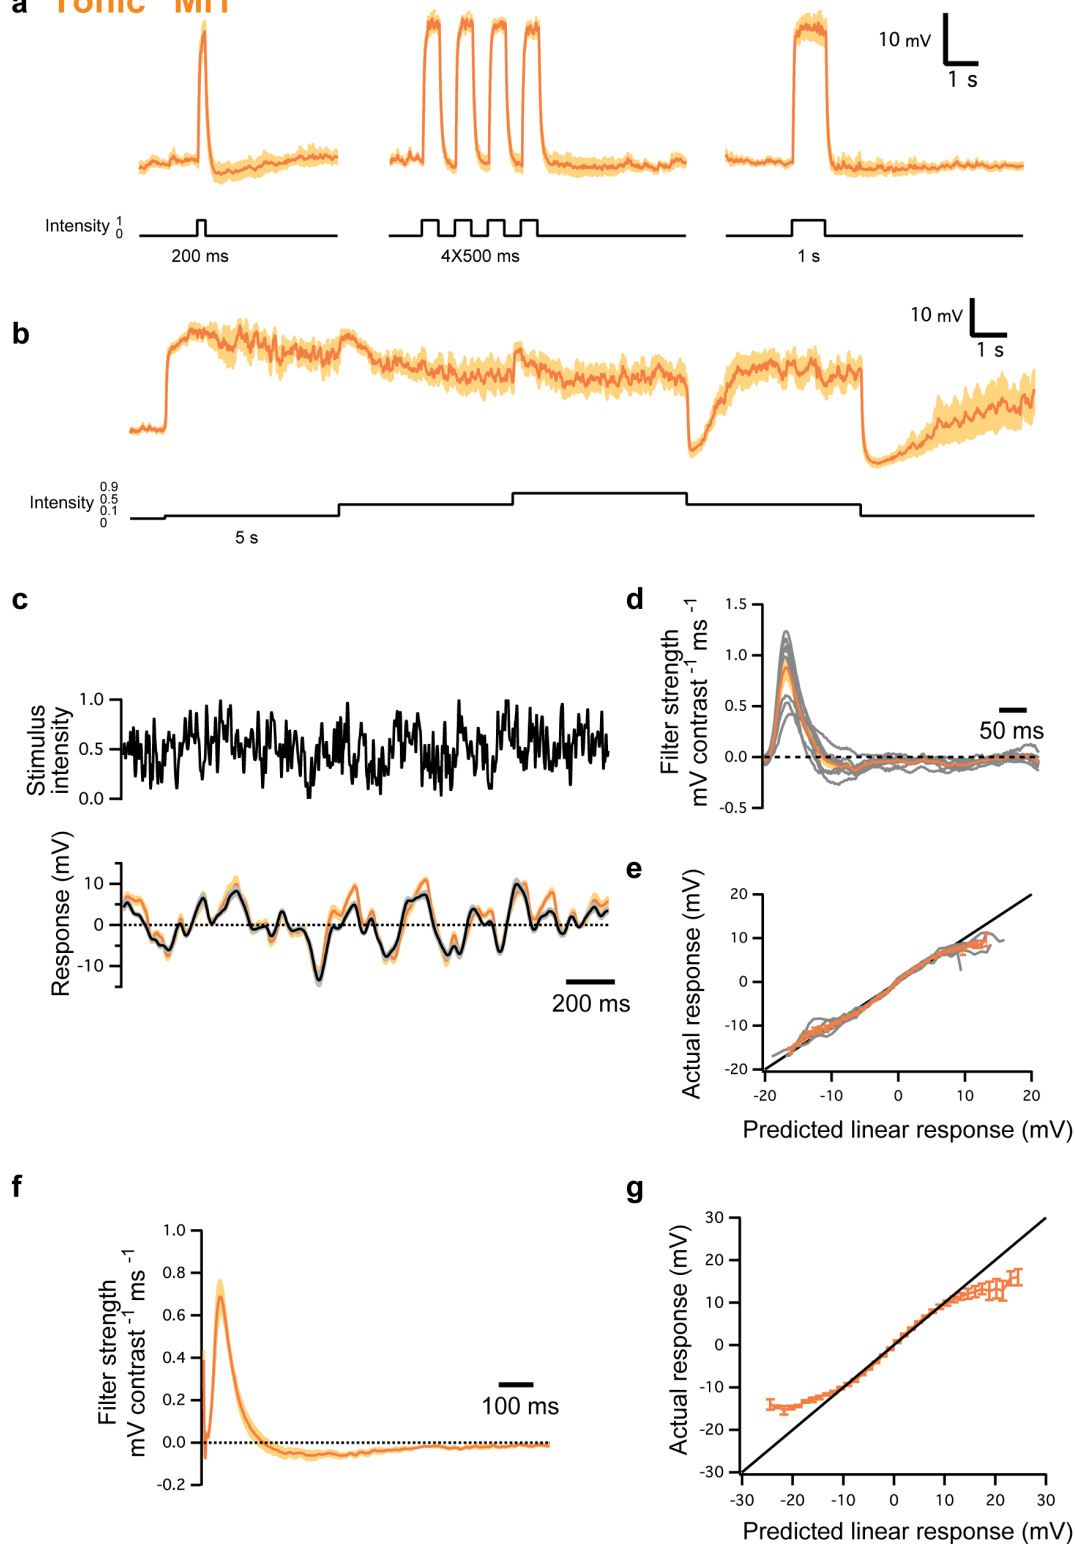 a Tonic MT
10 mV
1 s
Intensity 1
0
200 ms
4X500 ms
1 s
b
10 mV
1 s
Intensity
0.9
0.5
0.1
0
5 s
c
Stimulus
intensity
1.0
0.5
0.0
Response (mV)
10
0
-10
200 ms
d
Filter strength
mV contrast -1 ms -1
1.5
1.0
0.5
0.0
-0.5
50 ms
e
Actual response (mV)
20
10
0
-10
-20
-20 -10 0 10 20
Predicted linear response (mV)
f
Filter strength
mV contrast -1 ms -1
1.0
0.8
0.6
0.4
0.2
0.0
-0.2
100 ms
g
Actual response (mV)
30
20
10
0
-10
-20
-30
-30 -20 -10 0 10 20 30
Predicted linear response (mV)